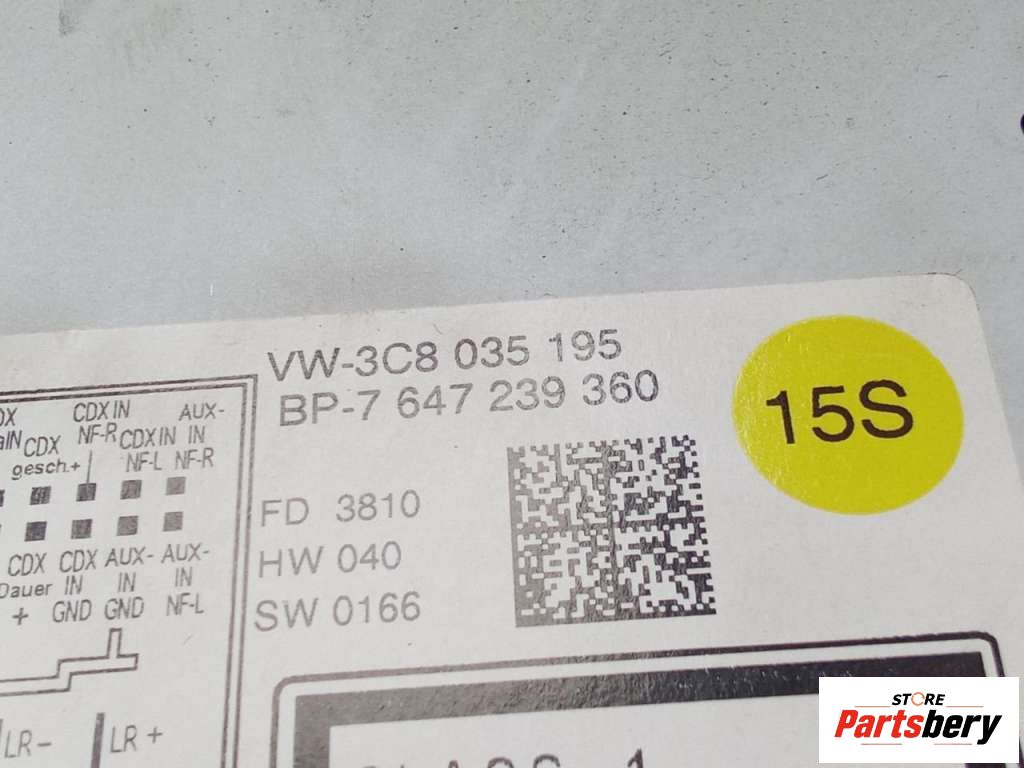 VW-3C8 035 195
BP-7 647 239 360
15S
CDX IN AUX-
CDX NF-R CDX IN IN
gesch.+ NF-L NF-R
FD 3810
HW 040
SW 0166
CDX CDX AUX- AUX-
Dauer IN IN IN
+ GND GND NF-L
LR- LR +
1
STORE
Partsbery